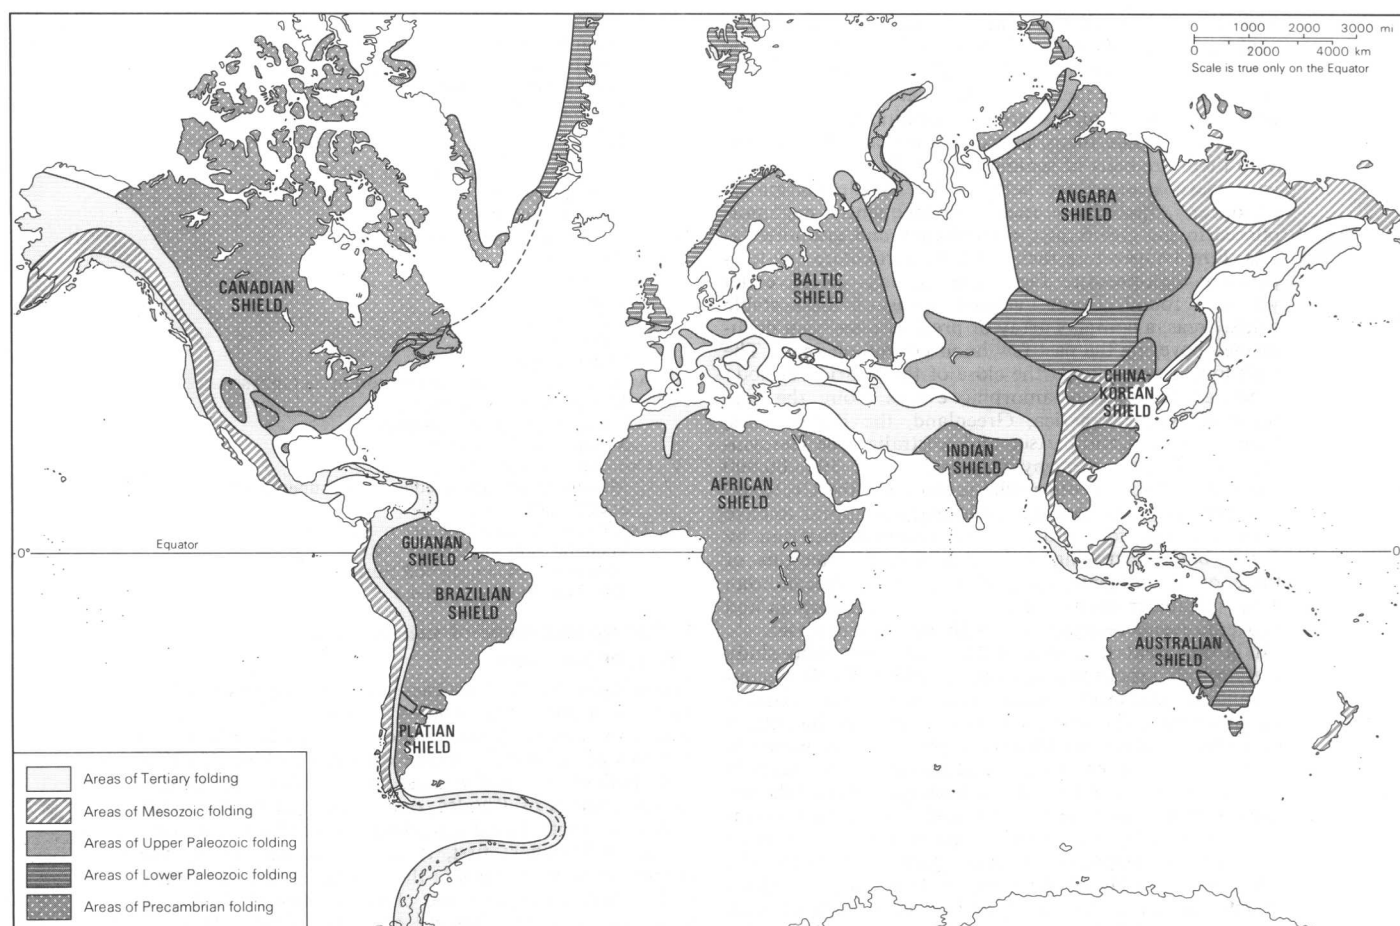 0 1000 2000 3000 mi
0 2000 4000 km
Scale is true only on the Equator
ANGARA
SHIELD
CANADIAN
SHIELD
BALTIC
SHIELD
CHINA-
KOREAN
SHIELD
INDIAN
SHIELD
AFRICAN
SHIELD
Equator
0°
0
GUIANAN
SHIELD
BRAZILIAN
SHIELD
AUSTRALIAN
SHIELD
PLATIAN
SHIELD
Areas of Tertiary folding
Areas of Mesozoic folding
Areas of Upper Paleozoic folding
Areas of Lower Paleozoic folding
Areas of Precambrian folding